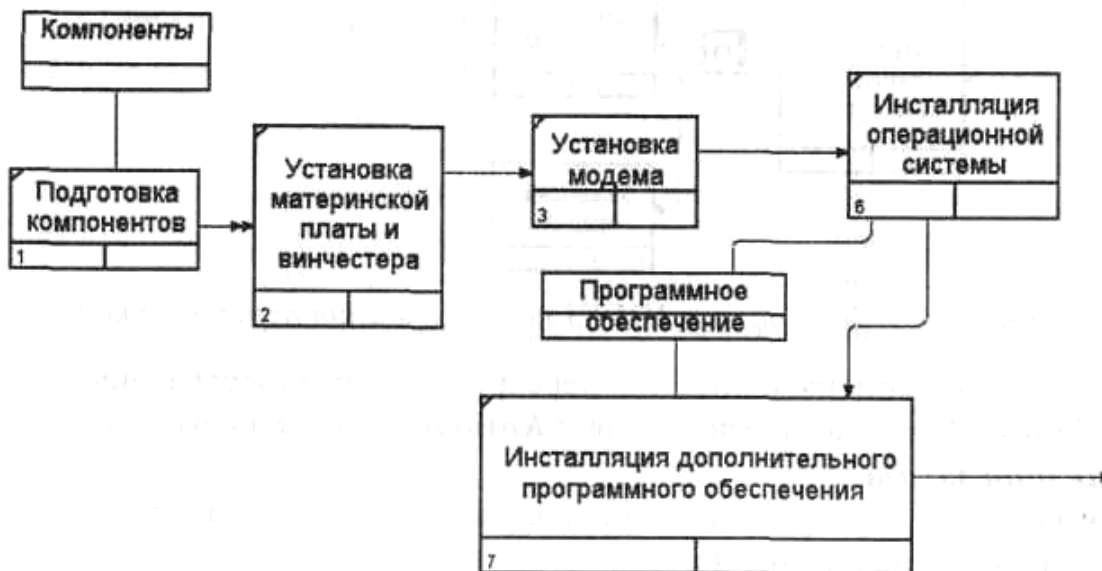 Компоненты
Подготовка
компонентов
1
Установка
материнской
платы и
винчестера
2
Установка
модема
3
Инсталляция
операционной
системы
6
Программное
обеспечение
Инсталляция дополнительного
программного обеспечения
7